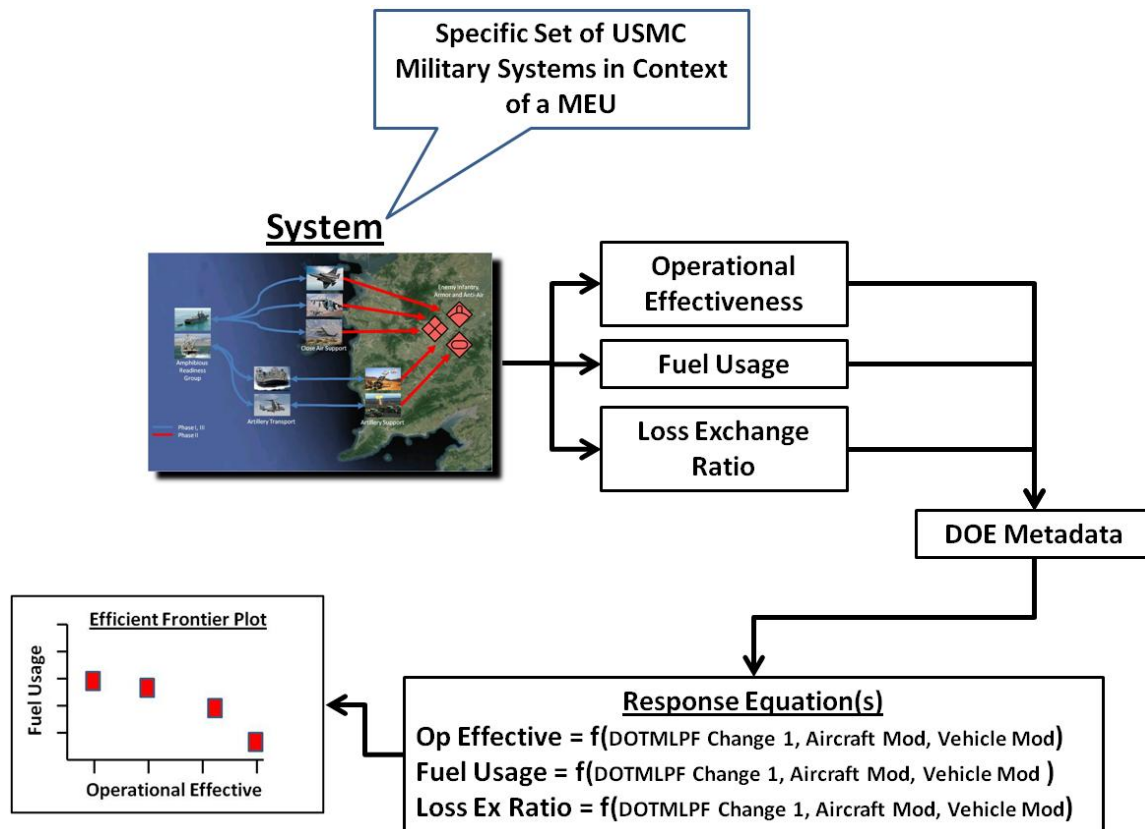 Specific Set of USMC
Military Systems in Context
of a MEU
System
Enemy Infantry,
Armor and Anti-Air
Close Air Support
Amphibious
Readiness
Group
Artillery Transport
Artillery Support
Phase I, III
Phase II
Operational
Effectiveness
Fuel Usage
Loss Exchange
Ratio
DOE Metadata
Response Equation(s)
Op Effective = f(DOTMLPF Change 1, Aircraft Mod, Vehicle Mod)
Fuel Usage = f(DOTMLPF Change 1, Aircraft Mod, Vehicle Mod )
Loss Ex Ratio = f(DOTMLPF Change 1, Aircraft Mod, Vehicle Mod)
Efficient Frontier Plot
Fuel Usage
Operational Effective